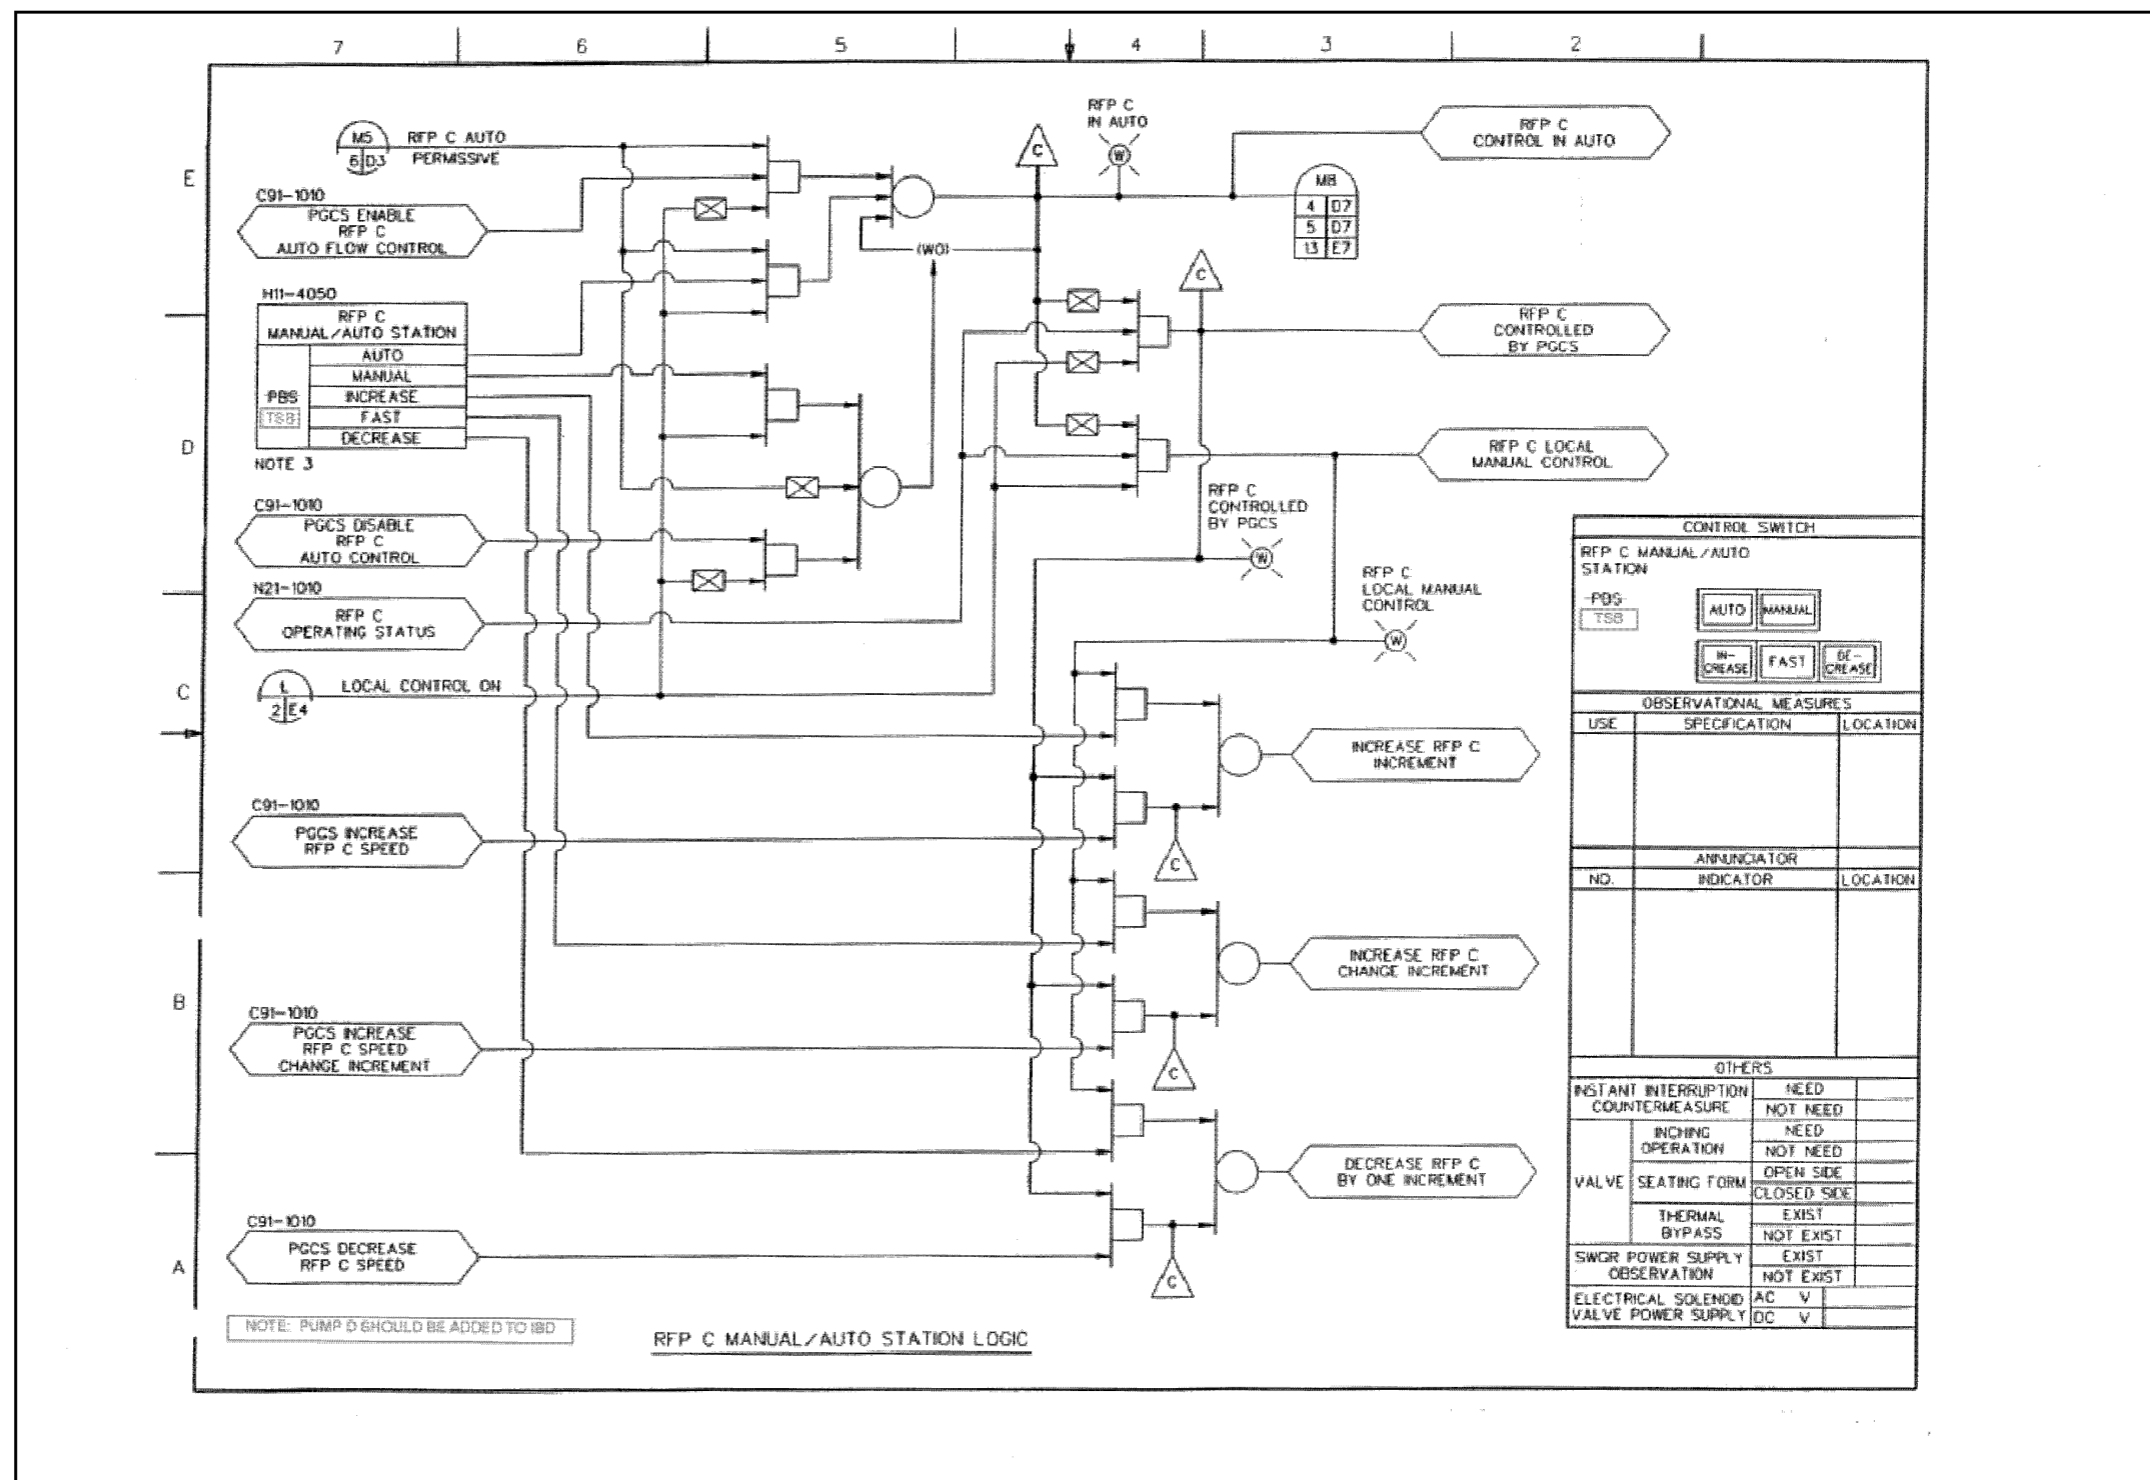 7 6 5 4 3 2
E
D
C
B
A
M5
6 D3
RFP C AUTO
PERMISSIVE
C91-1010
PGCS ENABLE
RFP C
AUTO FLOW CONTROL
H11-4050
RFP C
MANUAL/AUTO STATION
AUTO
MANUAL
INCREASE
FAST
DECREASE
PBS
TSB
NOTE 3
C91-1010
PGCS DISABLE
RFP C
AUTO CONTROL
N21-1010
RFP C
OPERATING STATUS
L
2 E4
LOCAL CONTROL ON
C91-1010
PGCS INCREASE
RFP C SPEED
C91-1010
PGCS INCREASE
RFP C SPEED
CHANGE INCREMENT
C91-1010
PGCS DECREASE
RFP C SPEED
NOTE: PUMP D SHOULD BE ADDED TO IBD
RFP C MANUAL/AUTO STATION LOGIC
(WO)
C
RFP C
IN AUTO
W
RFP C
CONTROL IN AUTO
M8
4 D7
5 D7
13 E7
C
RFP C
CONTROLLED
BY PGCS
RFP C LOCAL
MANUAL CONTROL
RFP C
CONTROLLED
BY PGCS
W
RFP C
LOCAL MANUAL
CONTROL
W
INCREASE RFP C
INCREMENT
C
INCREASE RFP C
CHANGE INCREMENT
C
DECREASE RFP C
BY ONE INCREMENT
C
CONTROL SWITCH
RFP C MANUAL/AUTO
STATION
PBS
TSB
AUTO MANUAL
IN-
CREASE
FAST
DE-
CREASE
OBSERVATIONAL MEASURES
USE SPECIFICATION LOCATION
ANNUNCIATOR
NO. INDICATOR LOCATION
OTHERS
INSTANT INTERRUPTION
COUNTERMEASURE
NEED
NOT NEED
VALVE
INCHING
OPERATION
NEED
NOT NEED
SEATING FORM
OPEN SIDE
CLOSED SIDE
THERMAL
BYPASS
EXIST
NOT EXIST
SWGR POWER SUPPLY
OBSERVATION
EXIST
NOT EXIST
ELECTRICAL SOLENOID
VALVE POWER SUPPLY
AC V
DC V